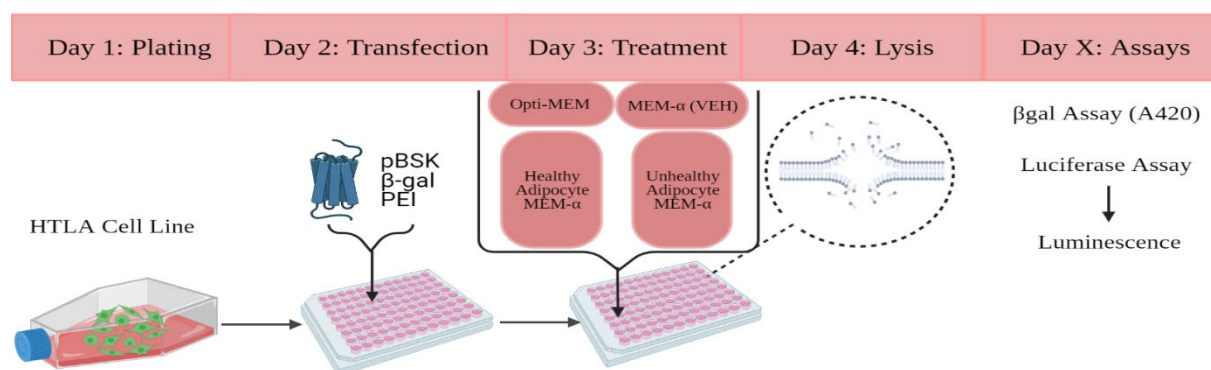 Day 1: Plating
Day 2: Transfection
Day 3: Treatment
Day 4: Lysis
Day X: Assays
Opti-MEM
MEM-α (VEH)
Healthy
Adipocyte
MEM-α
Unhealthy
Adipocyte
MEM-α
pBSK
β-gal
PEI
HTLA Cell Line
βgal Assay (A420)
Luciferase Assay
Luminescence